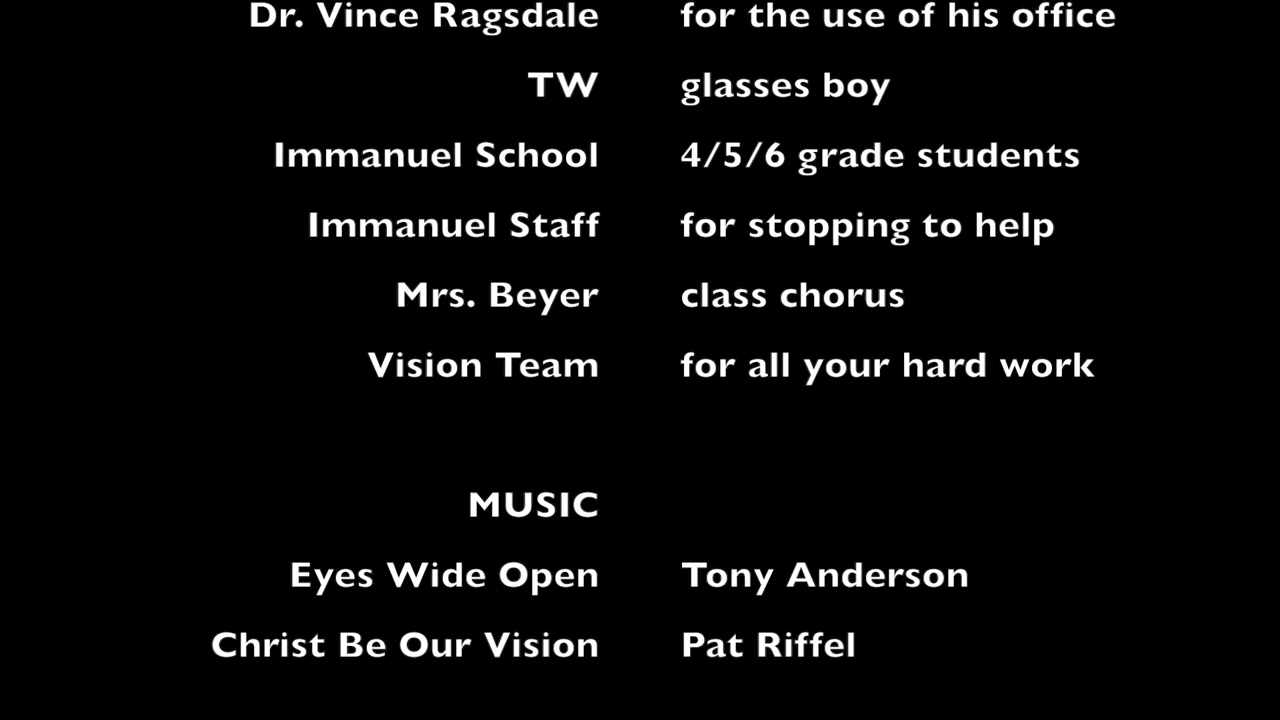 Dr. Vince Ragsdale for the use of his office
TW glasses boy
Immanuel School 4/5/6 grade students
Immanuel Staff for stopping to help
Mrs. Beyer class chorus
Vision Team for all your hard work
MUSIC
Eyes Wide Open Tony Anderson
Christ Be Our Vision Pat Riffel